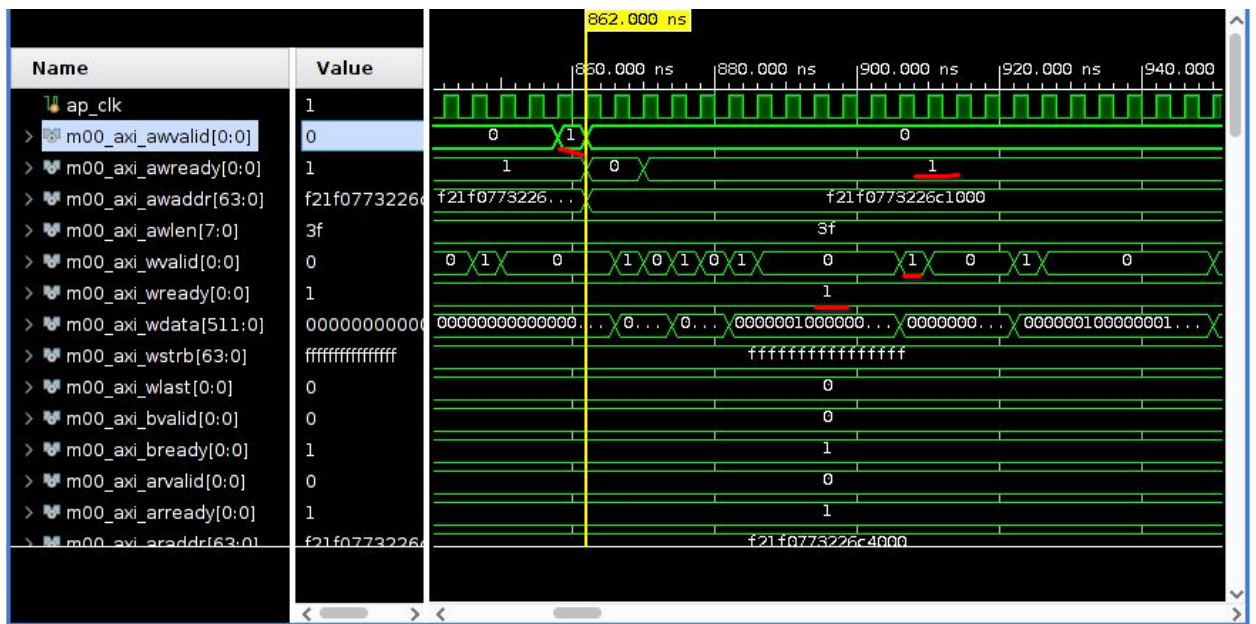 862.000 ns
Name Value
860.000 ns 880.000 ns 900.000 ns 920.000 ns 940.000
ap_clk 1
m00_axi_awvalid[0:0] 0 0 1 0
m00_axi_awready[0:0] 1 1 0 1
m00_axi_awaddr[63:0] f21f0773226c f21f0773226... f21f0773226c1000
m00_axi_awlen[7:0] 3f 3f
m00_axi_wvalid[0:0] 0 0 1 0 1 0 1 0 1 0 1 0 1 0
m00_axi_wready[0:0] 1 1
m00_axi_wdata[511:0] 00000000000 00000000000000... 0... 0... 0000001000000... 0000000... 000000100000001...
m00_axi_wstrb[63:0] ffffffffffffffff ffffffffffffffff
m00_axi_wlast[0:0] 0 0
m00_axi_bvalid[0:0] 0 0
m00_axi_bready[0:0] 1 1
m00_axi_arvalid[0:0] 0 0
m00_axi_arready[0:0] 1 1
m00_axi_araddr[63:0] f21f0773226c f21f0773226c4000